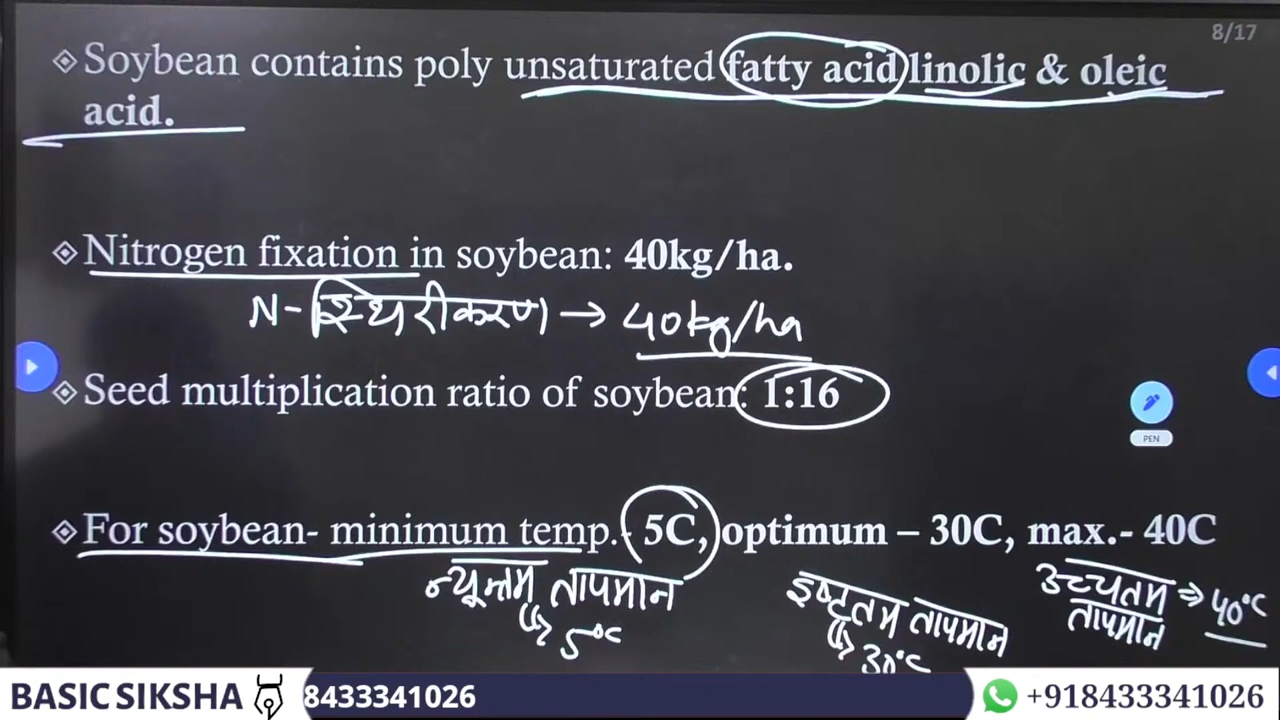 8/17
Soybean contains poly unsaturated fatty acid linolic & oleic
acid.
Nitrogen fixation in soybean: 40kg/ha.
N-स्थिरीकरण → 40kg/ha
Seed multiplication ratio of soybean: 1:16
PEN
For soybean- minimum temp.- 5C, optimum – 30C, max.- 40C
न्यूनतम तापमान
5°C
इष्टतम तापमान
30°C
उच्चतम ⇒ 40°C
तापमान
BASIC SIKSHA 8433341026 +918433341026